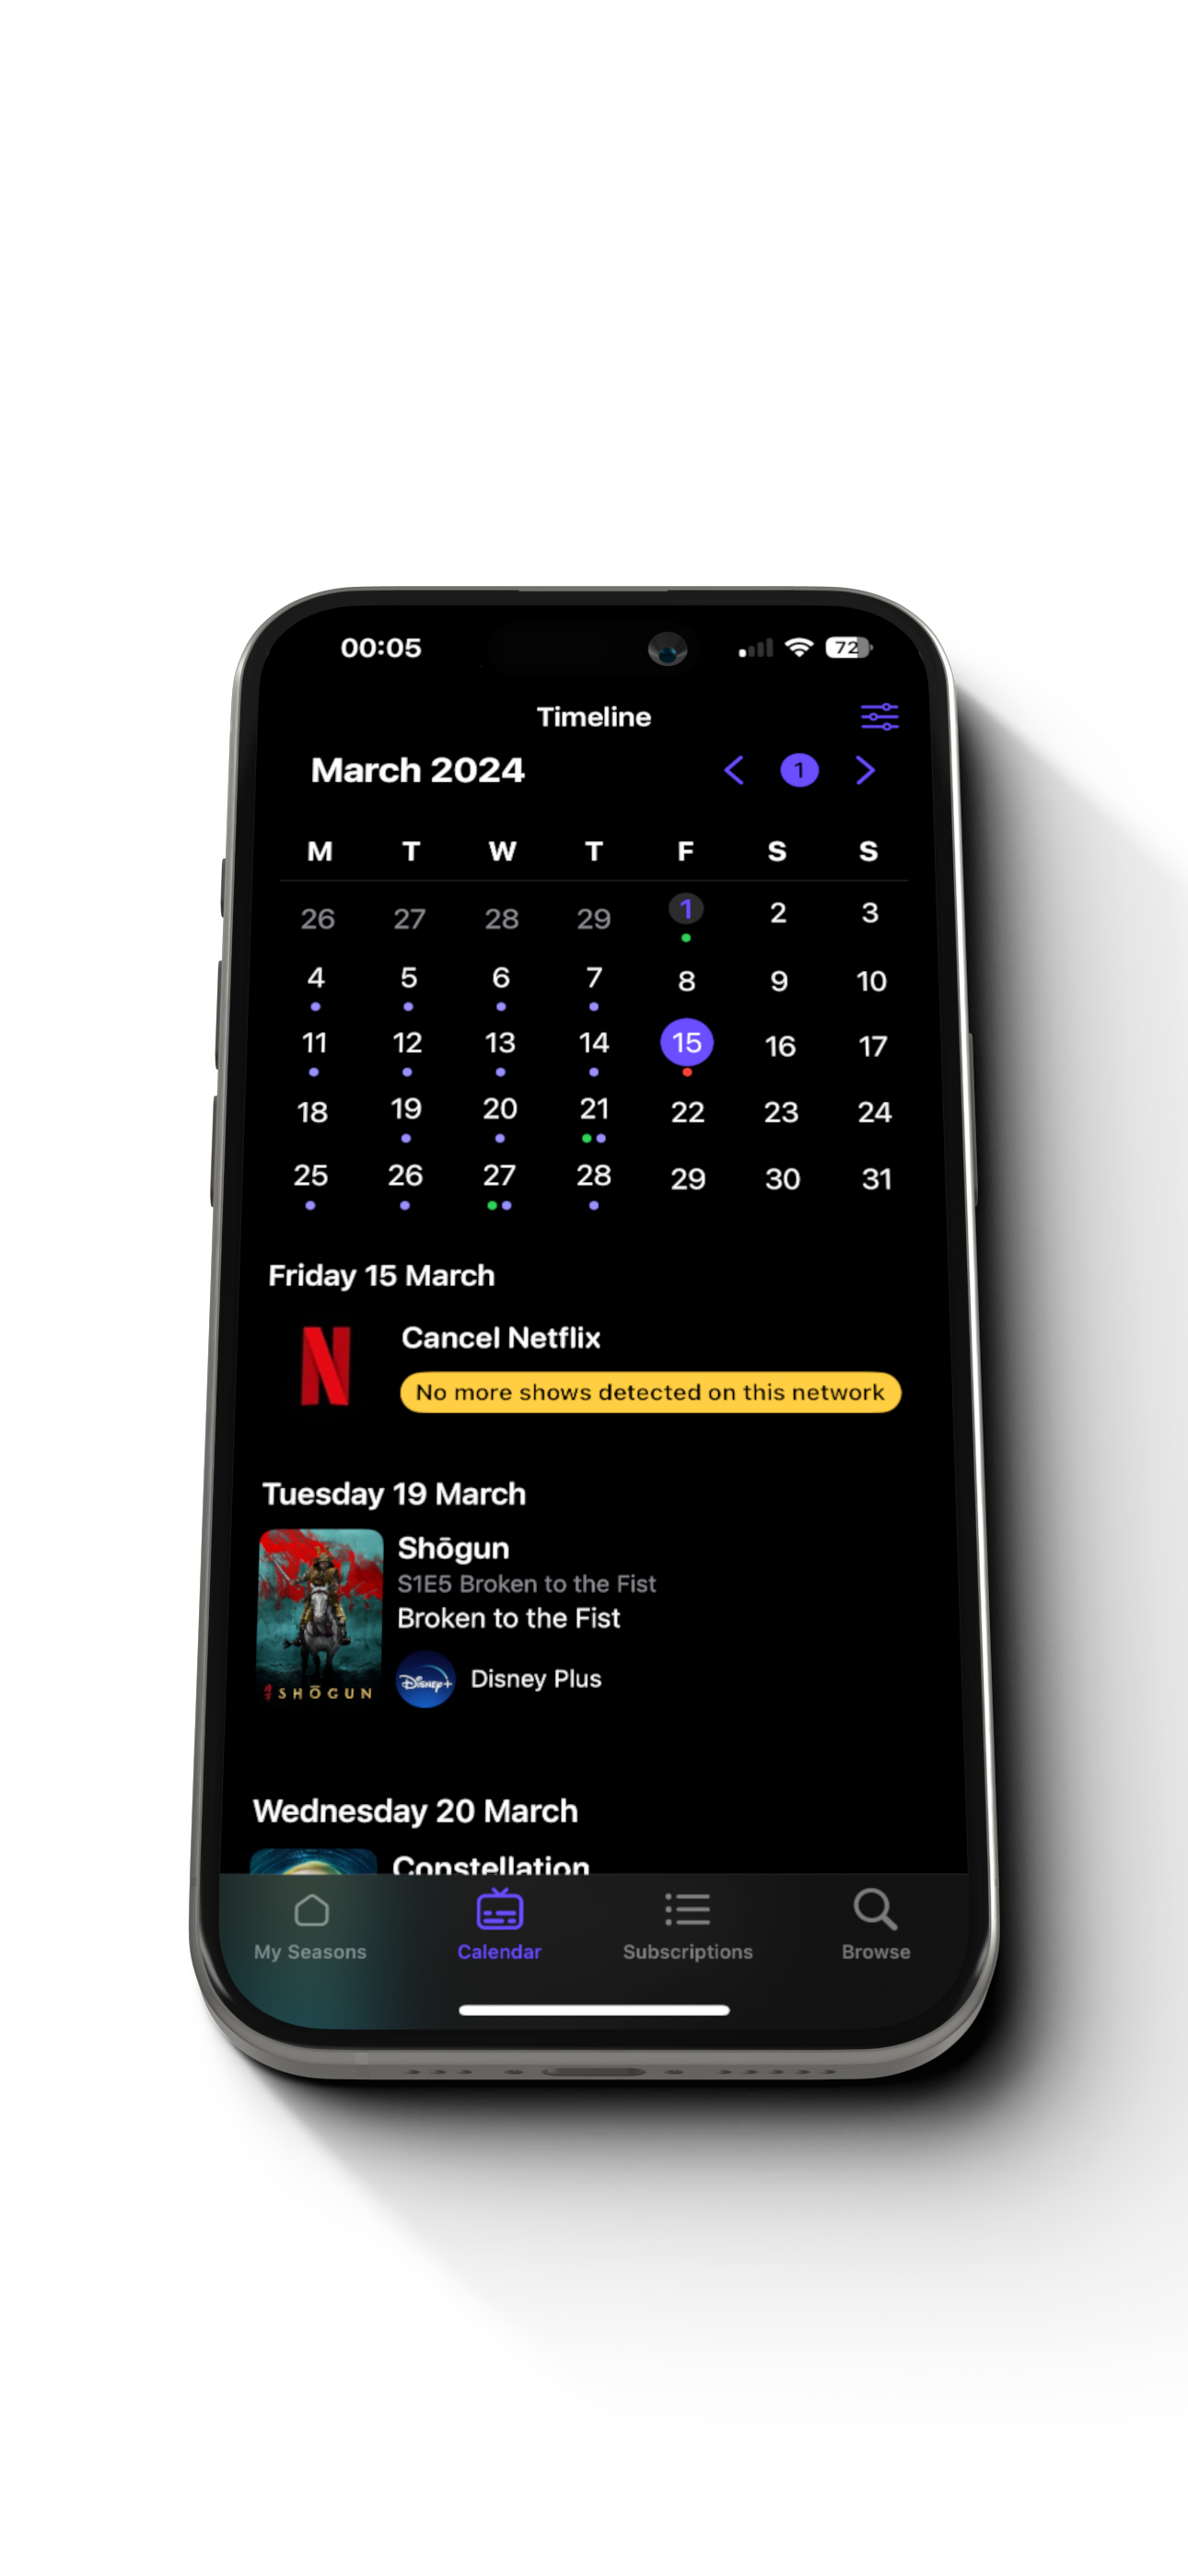 00:05
72
Timeline
March 2024
1
M T W T F S S
26 27 28 29 1 2 3
4 5 6 7 8 9 10
11 12 13 14 15 16 17
18 19 20 21 22 23 24
25 26 27 28 29 30 31
Friday 15 March
N
Cancel Netflix
No more shows detected on this network
Tuesday 19 March
Shōgun
S1E5 Broken to the Fist
Broken to the Fist
SHŌGUN
Disney+
Disney Plus
Wednesday 20 March
Constellation
My Seasons
Calendar
Subscriptions
Browse